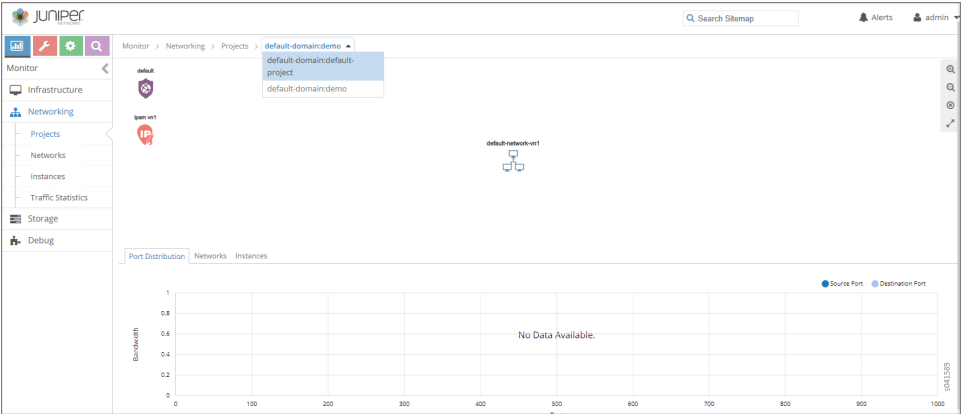 JUNIPER
NETWORKS
Search Sitemap
Alerts
admin
Monitor > Networking > Projects > default-domain:demo
default-domain:default-
project
default-domain:demo
Monitor
Infrastructure
Networking
Projects
Networks
Instances
Traffic Statistics
Storage
Debug
default
ipam vn1
IP
default-network-vn1
Port Distribution Networks Instances
Source Port Destination Port
Bandwidth
1
0.8
0.6
0.4
0.2
0
No Data Available.
0 100 200 300 400 500 600 700 800 900 1000
s041589